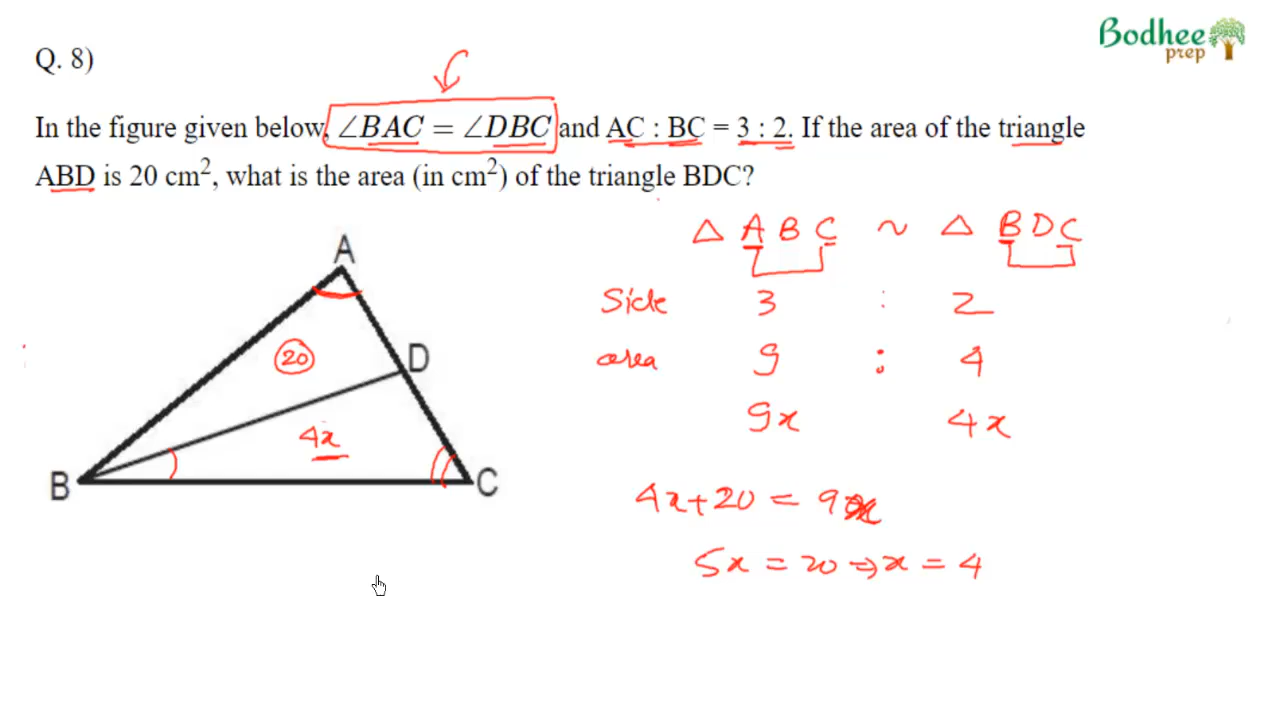 Bodhee
prep
Q. 8)
In the figure given below, ∠BAC = ∠DBC and AC : BC = 3 : 2. If the area of the triangle
ABD is 20 cm², what is the area (in cm²) of the triangle BDC?
△ ABC ~ △ BDC
Side 3 : 2
area 9 : 4
9x 4x
4x+20 = 9x
5x = 20 ⇒ x = 4
A
20
D
4x
B
C